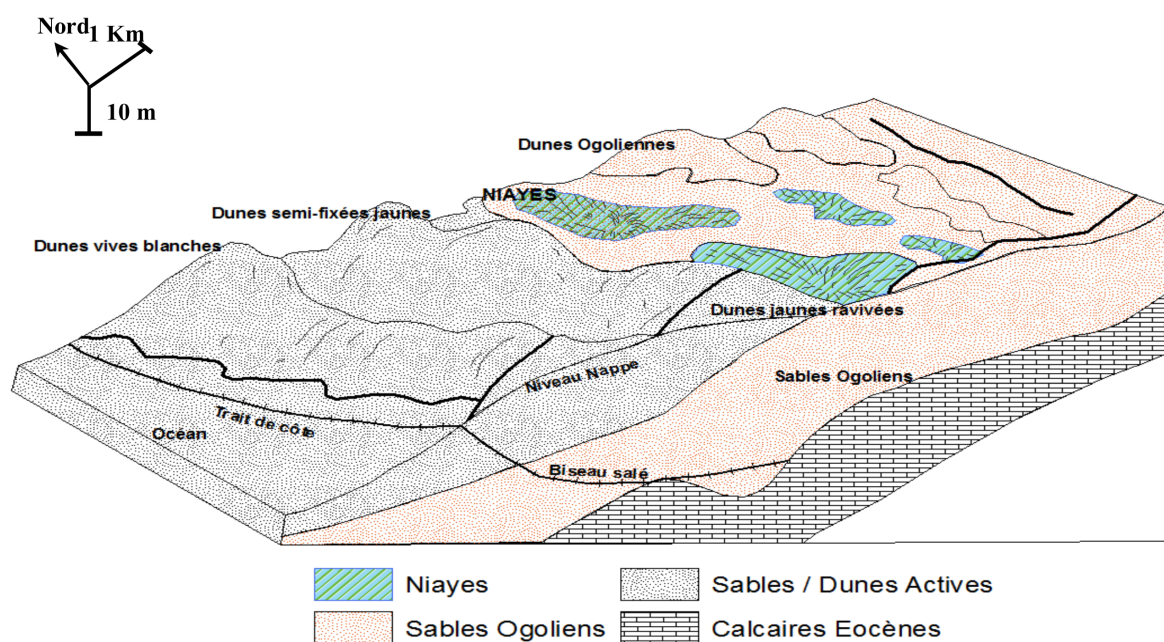 Nord
1 Km
10 m
Dunes Ogoliennes
NIAYES
Dunes semi-fixées jaunes
Dunes vives blanches
Dunes jaunes ravivées
Niveau Nappe
Sables Ogoliens
Trait de côte
Océan
Biseau salé
Niayes
Sables / Dunes Actives
Sables Ogoliens
Calcaires Eocènes